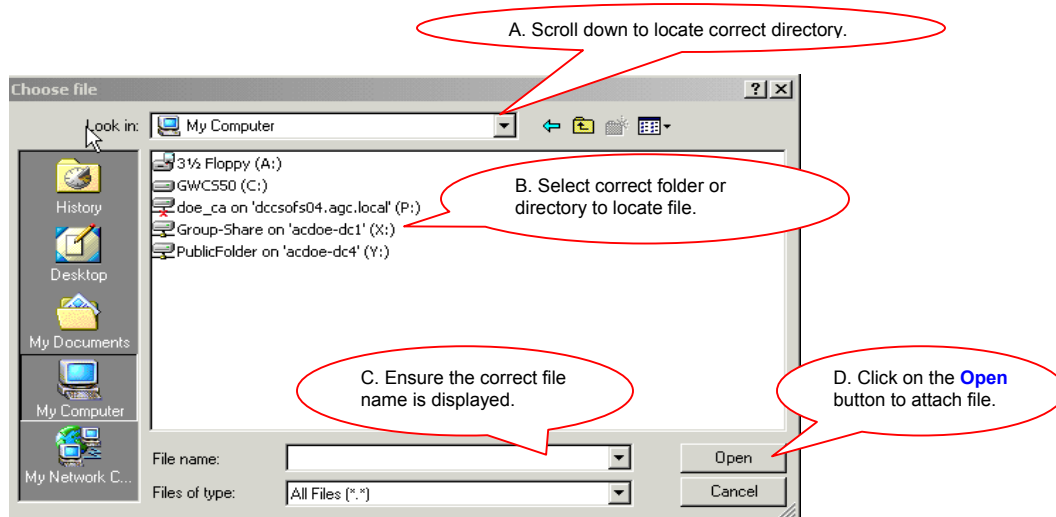 A. Scroll down to locate correct directory.
Choose file
Look in:
My Computer
3½ Floppy (A:)
GWCS50 (C:)
doe_ca on 'dccsofs04.agc.local' (P:)
Group-Share on 'acdoe-dc1' (X:)
PublicFolder on 'acdoe-dc4' (Y:)
B. Select correct folder or
directory to locate file.
History
Desktop
My Documents
My Computer
My Network C...
C. Ensure the correct file
name is displayed.
D. Click on the Open
button to attach file.
File name:
Open
Files of type:
All Files (*.*)
Cancel